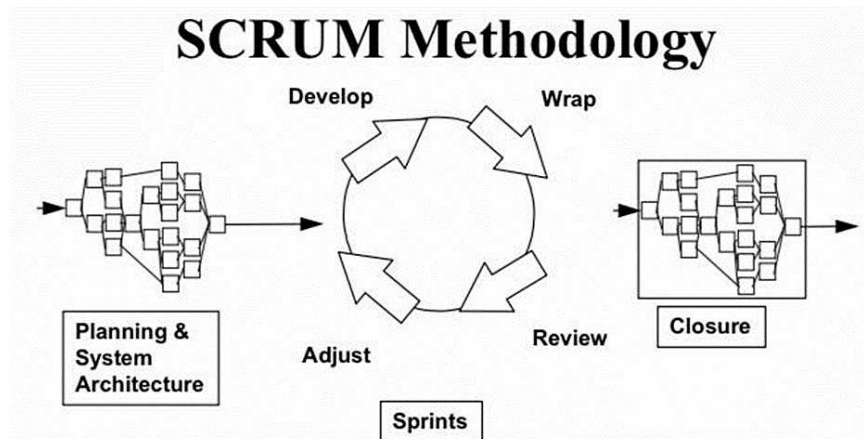 SCRUM Methodology
Develop
Wrap
Planning &
System
Architecture
Adjust
Review
Closure
Sprints